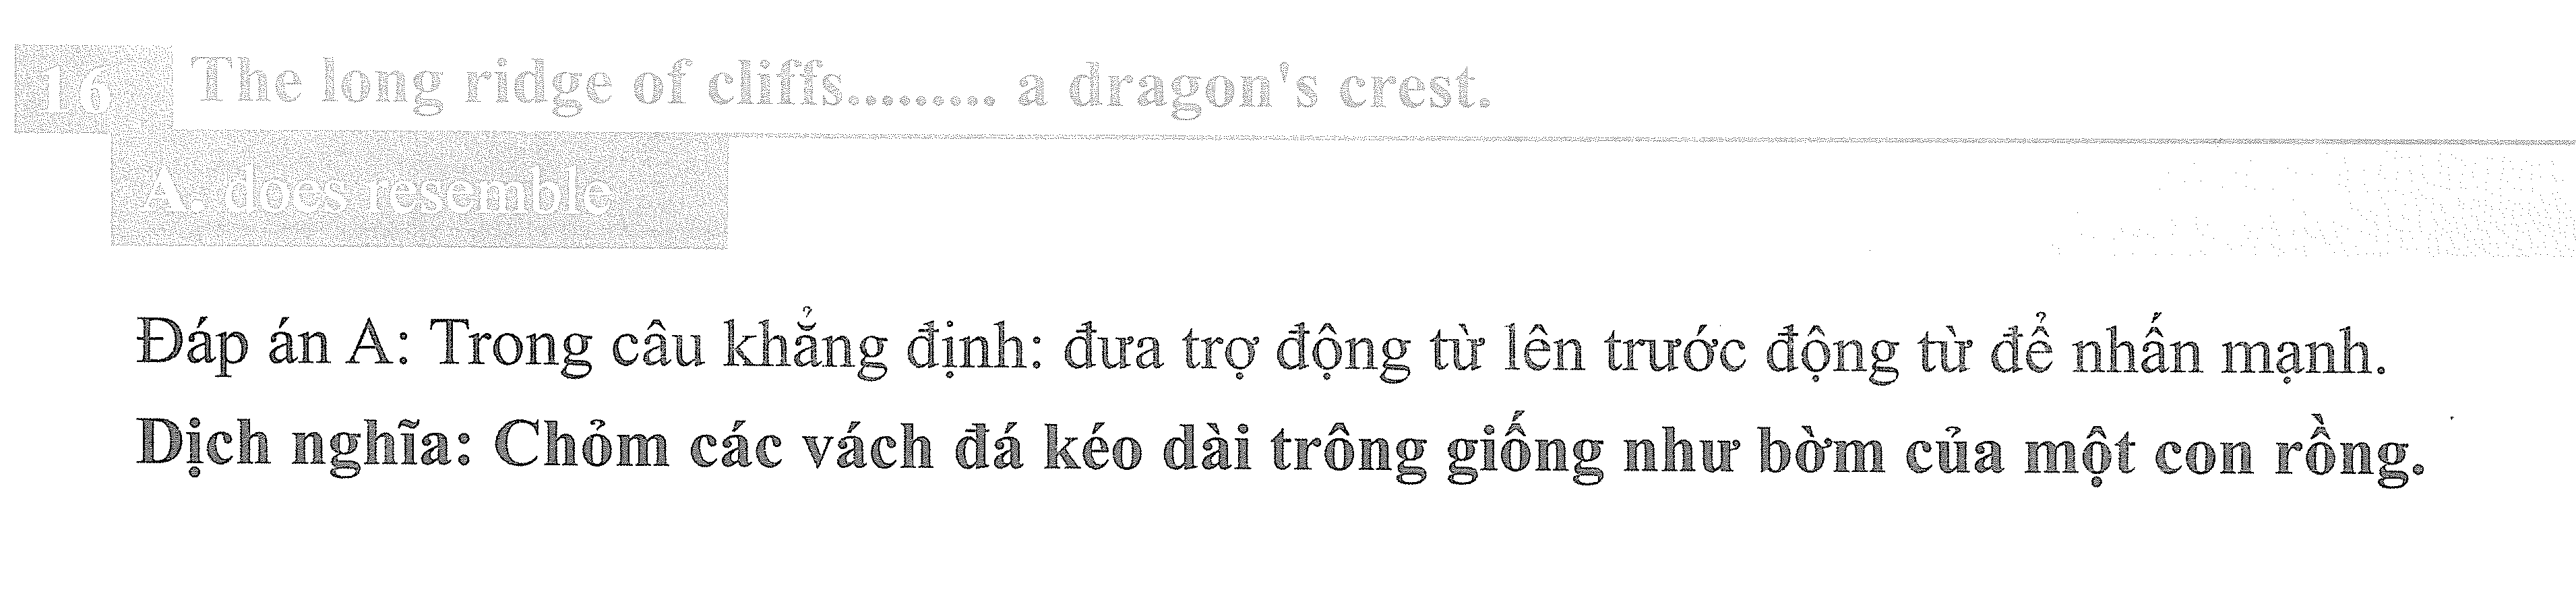 16 The long ridge of cliffs......... a dragon's crest.
A. does resemble
Đáp án A: Trong câu khẳng định: đưa trợ động từ lên trước động từ để nhấn mạnh.
Dịch nghĩa: Chỏm các vách đá kéo dài trông giống như bờm của một con rồng.